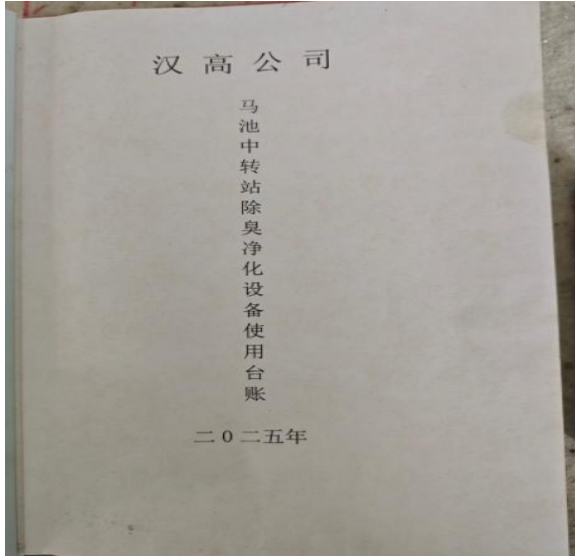 汉高公司
马池中转站除臭净化设备使用台账
二0二五年